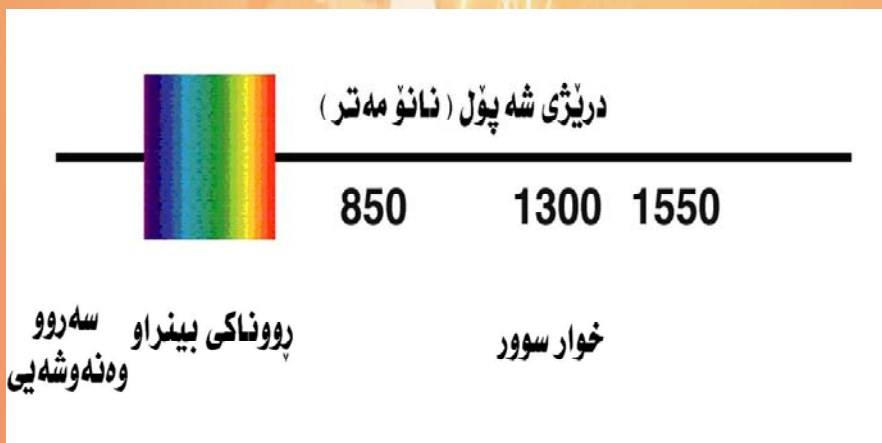 درێژی شه پۆل ( نانۆ مه‌تر )
850 1300 1550
سه‌روو
وه‌نه‌وشه‌یی
ڕووناکی بینراو
خوار سوور